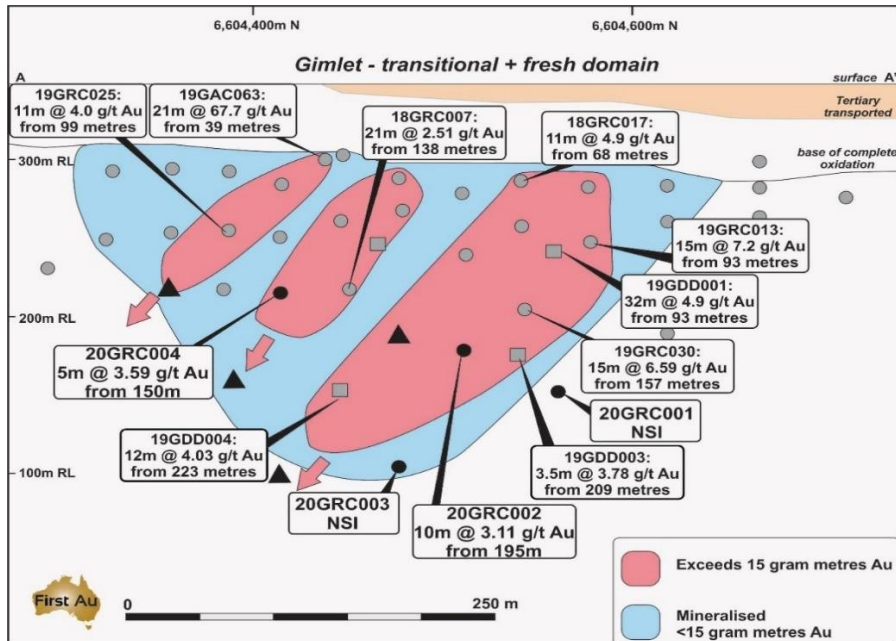 6,604,400m N
6,604,600m N
Gimlet - transitional + fresh domain
A
surface
A'
Tertiary
transported
base of complete
oxidation
19GRC025:
11m @ 4.0 g/t Au
from 99 metres
19GAC063:
21m @ 67.7 g/t Au
from 39 metres
18GRC007:
21m @ 2.51 g/t Au
from 138 metres
18GRC017:
11m @ 4.9 g/t Au
from 68 metres
300m RL
19GRC013:
15m @ 7.2 g/t Au
from 93 metres
19GDD001:
32m @ 4.9 g/t Au
from 93 metres
200m RL
20GRC004
5m @ 3.59 g/t Au
from 150m
19GRC030:
15m @ 6.59 g/t Au
from 157 metres
20GRC001
NSI
19GDD004:
12m @ 4.03 g/t Au
from 223 metres
19GDD003:
3.5m @ 3.78 g/t Au
from 209 metres
100m RL
20GRC003
NSI
20GRC002
10m @ 3.11 g/t Au
from 195m
Exceeds 15 gram metres Au
Mineralised
<15 gram metres Au
First Au
0
250 m